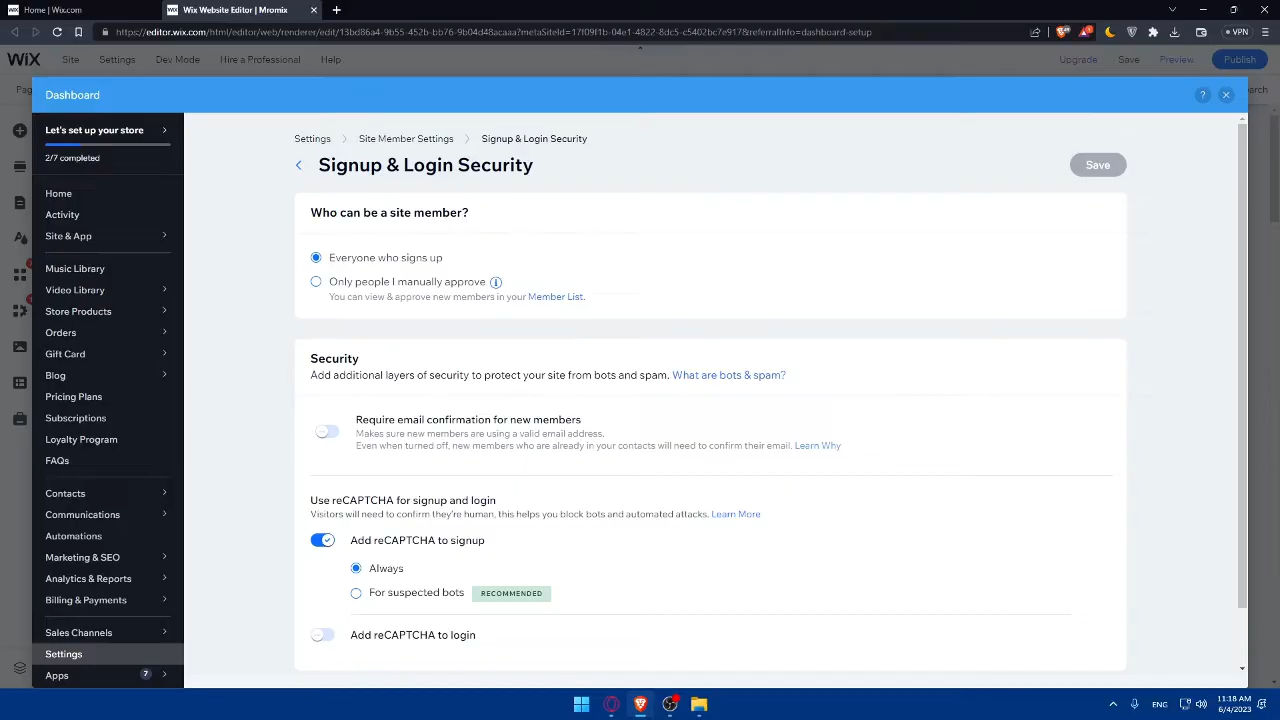 Home | Wix.com
Wix Website Editor | Mromix
https://editor.wix.com/html/editor/web/renderer/edit/13bd86a4-9b55-452b-bb76-9b04d48acaaa?metaSiteId=17f09f1b-04e1-4822-8dc5-c5402bc7e917&referralInfo=dashboard-setup
VPN
WiX
Site
Settings
Dev Mode
Hire a Professional
Help
Upgrade
Save
Preview
Publish
Dashboard
?
Let's set up your store
2/7 completed
Home
Activity
Site & App
Music Library
Video Library
Store Products
Orders
Gift Card
Blog
Pricing Plans
Subscriptions
Loyalty Program
FAQs
Contacts
Communications
Automations
Marketing & SEO
Analytics & Reports
Billing & Payments
Sales Channels
Settings
Apps
7
Settings > Site Member Settings > Signup & Login Security
Signup & Login Security
Save
Who can be a site member?
Everyone who signs up
Only people I manually approve
You can view & approve new members in your Member List.
Security
Add additional layers of security to protect your site from bots and spam. What are bots & spam?
Require email confirmation for new members
Makes sure new members are using a valid email address.
Even when turned off, new members who are already in your contacts will need to confirm their email. Learn Why
Use reCAPTCHA for signup and login
Visitors will need to confirm they're human, this helps you block bots and automated attacks. Learn More
Add reCAPTCHA to signup
Always
For suspected bots
RECOMMENDED
Add reCAPTCHA to login
ENG
11:18 AM
6/4/2023